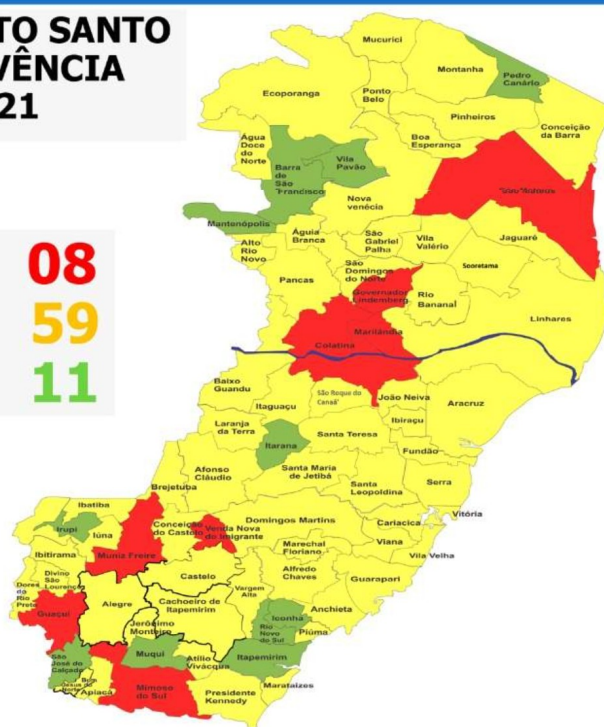 TO SANTO
VÊNCIA
21
08
59
11
Mucurici
Montanha
Pedro
Canário
Ecoporanga
Ponto
Belo
Pinheiros
Conceição
da Barra
Água
Doce
do
Norte
Boa
Esperança
Barra
de
São
Francisco
Vila
Pavão
Nova
venécia
Mantenópolis
Águia
Branca
São
Gabriel
Palha
Vila
Valério
Jaguaré
Alto
Rio
Novo
São
Domingos
do Norte
Sooretama
Pancas
Governador
Lindemberg
Rio
Bananal
Linhares
Marilândia
Colatina
Baixo
Guandu
São Roque do
Canaã'
João Neiva
Aracruz
Itaguaçu
Ibiraçu
Laranja
da Terra
Santa Teresa
Itarana
Fundão
Afonso
Cláudio
Santa Maria
de Jetibá
Santa
Leopoldina
Serra
Brejetuba
Ibatiba
Conceição
do Castelo
Venda Nova
do Imigrante
Domingos Martins
Cariacica
Vitória
Irupi
Iúna
Viana
Marechal
Floriano
Vila Velha
Ibitirama
Muniz Freire
Divino
São
Lourenço
Castelo
Alfredo
Chaves
Guarapari
Dores
do
Rio
Preto
Vargem
Alta
Alegre
Cachoeiro de
Itapemirim
Anchieta
Guaçuí
Iconha
Jerônimo
Monteiro
Rio
Novo
do Sul
Piúma
São
José do
Calçado
Muqui
Atílio
Vivácqua
Itapemirim
Bom
Jesus do
Norte
Apiacá
Mimoso
do Sul
Presidente
Kennedy
Marataízes